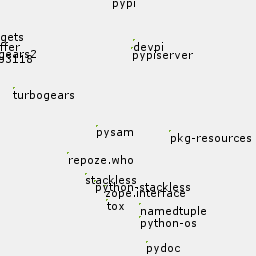 pypi
gets
devpi
ffer
gears2
pypiserver
93118
turbogears
pysam
pkg-resources
repoze.who
stackless
python-stackless
zope.interface
tox
namedtuple
python-os
pydoc